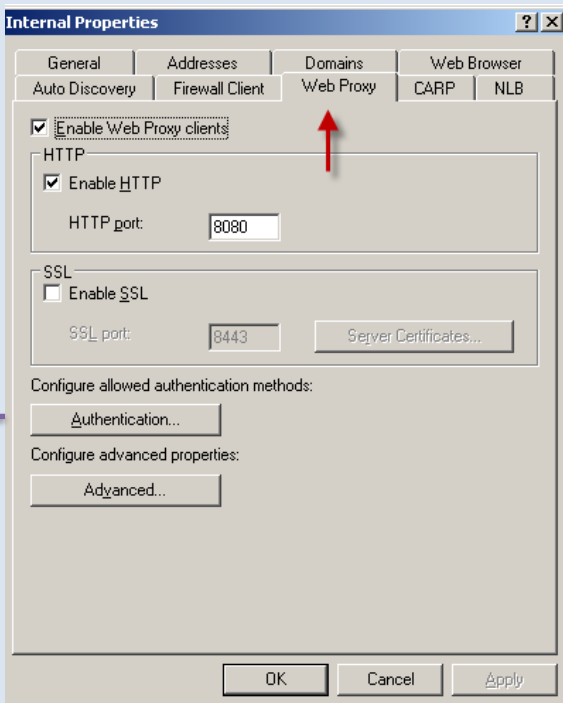 Internal Properties
General Addresses Domains Web Browser
Auto Discovery Firewall Client Web Proxy CARP NLB
Enable Web Proxy clients
HTTP
Enable HTTP
HTTP port: 8080
SSL
Enable SSL
SSL port: 8443 Server Certificates...
Configure allowed authentication methods:
Authentication...
Configure advanced properties:
Advanced...
OK Cancel Apply